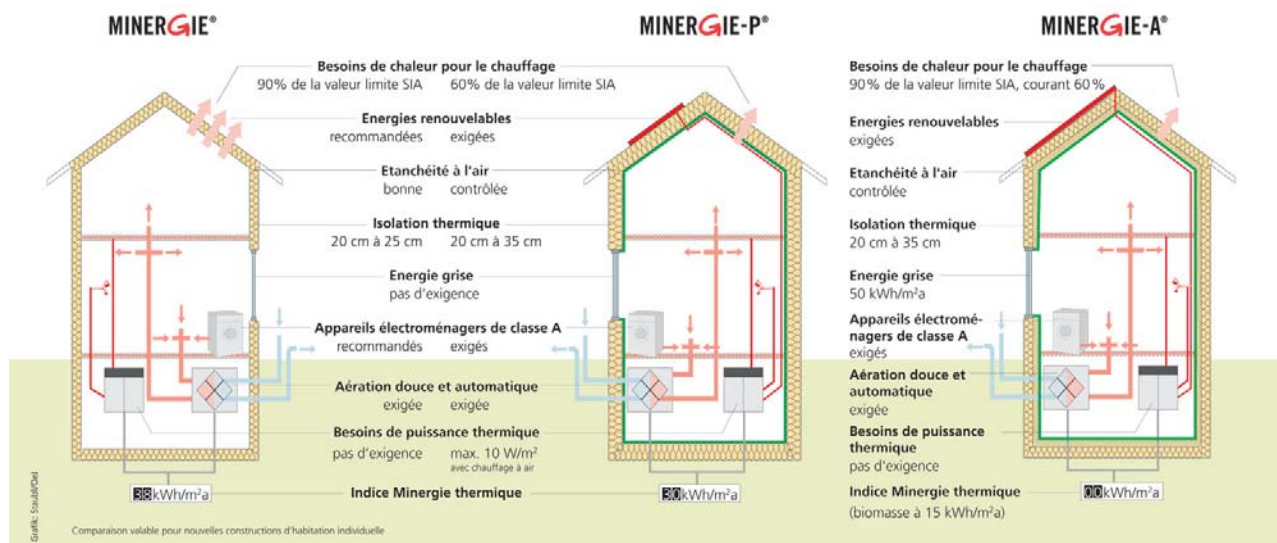 MINERGIE®
MINERGIE-P®
MINERGIE-A®
Besoins de chaleur pour le chauffage
90% de la valeur limite SIA 60% de la valeur limite SIA
Energies renouvelables
recommandées exigées
Etanchéité à l'air
bonne contrôlée
Isolation thermique
20 cm à 25 cm 20 cm à 35 cm
Energie grise
pas d'exigence
Appareils électroménagers de classe A
recommandés exigés
Aération douce et automatique
exigée exigée
Besoins de puissance thermique
pas d'exigence max. 10 W/m²
avec chauffage à air
38kWh/m²a
Indice Minergie thermique
30kWh/m²a
Besoins de chaleur pour le chauffage
90% de la valeur limite SIA, courant 60%
Energies renouvelables
exigées
Etanchéité à l'air
contrôlée
Isolation thermique
20 cm à 35 cm
Energie grise
50 kWh/m²a
Appareils électromé-
nagers de classe A
exigés
Aération douce et
automatique
exigée
Besoins de puissance
thermique
pas d'exigence
Indice Minergie thermique
(biomasse à 15 kWh/m²a)
00kWh/m²a
Comparaison valable pour nouvelles constructions d'habitation individuelle